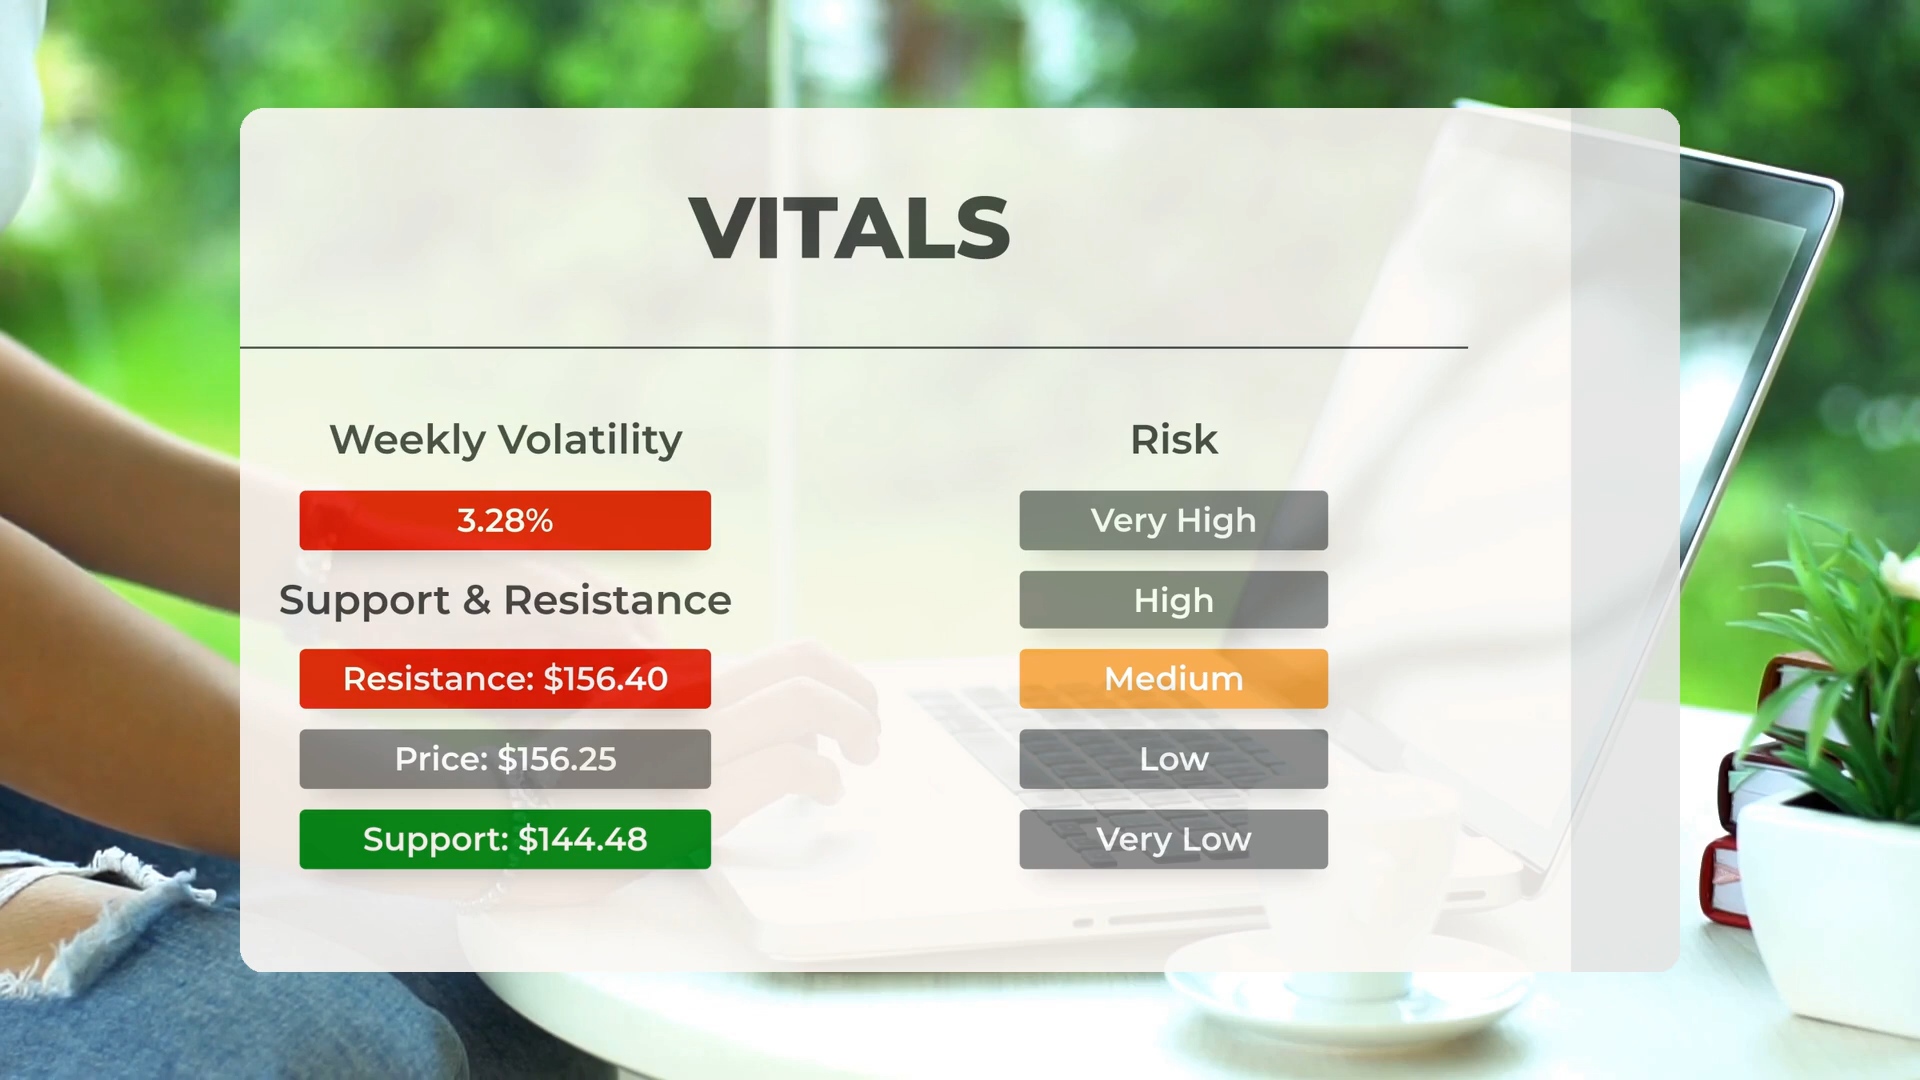 VITALS
Weekly Volatility
3.28%
Support & Resistance
Resistance: $156.40
Price: $156.25
Support: $144.48
Risk
Very High
High
Medium
Low
Very Low